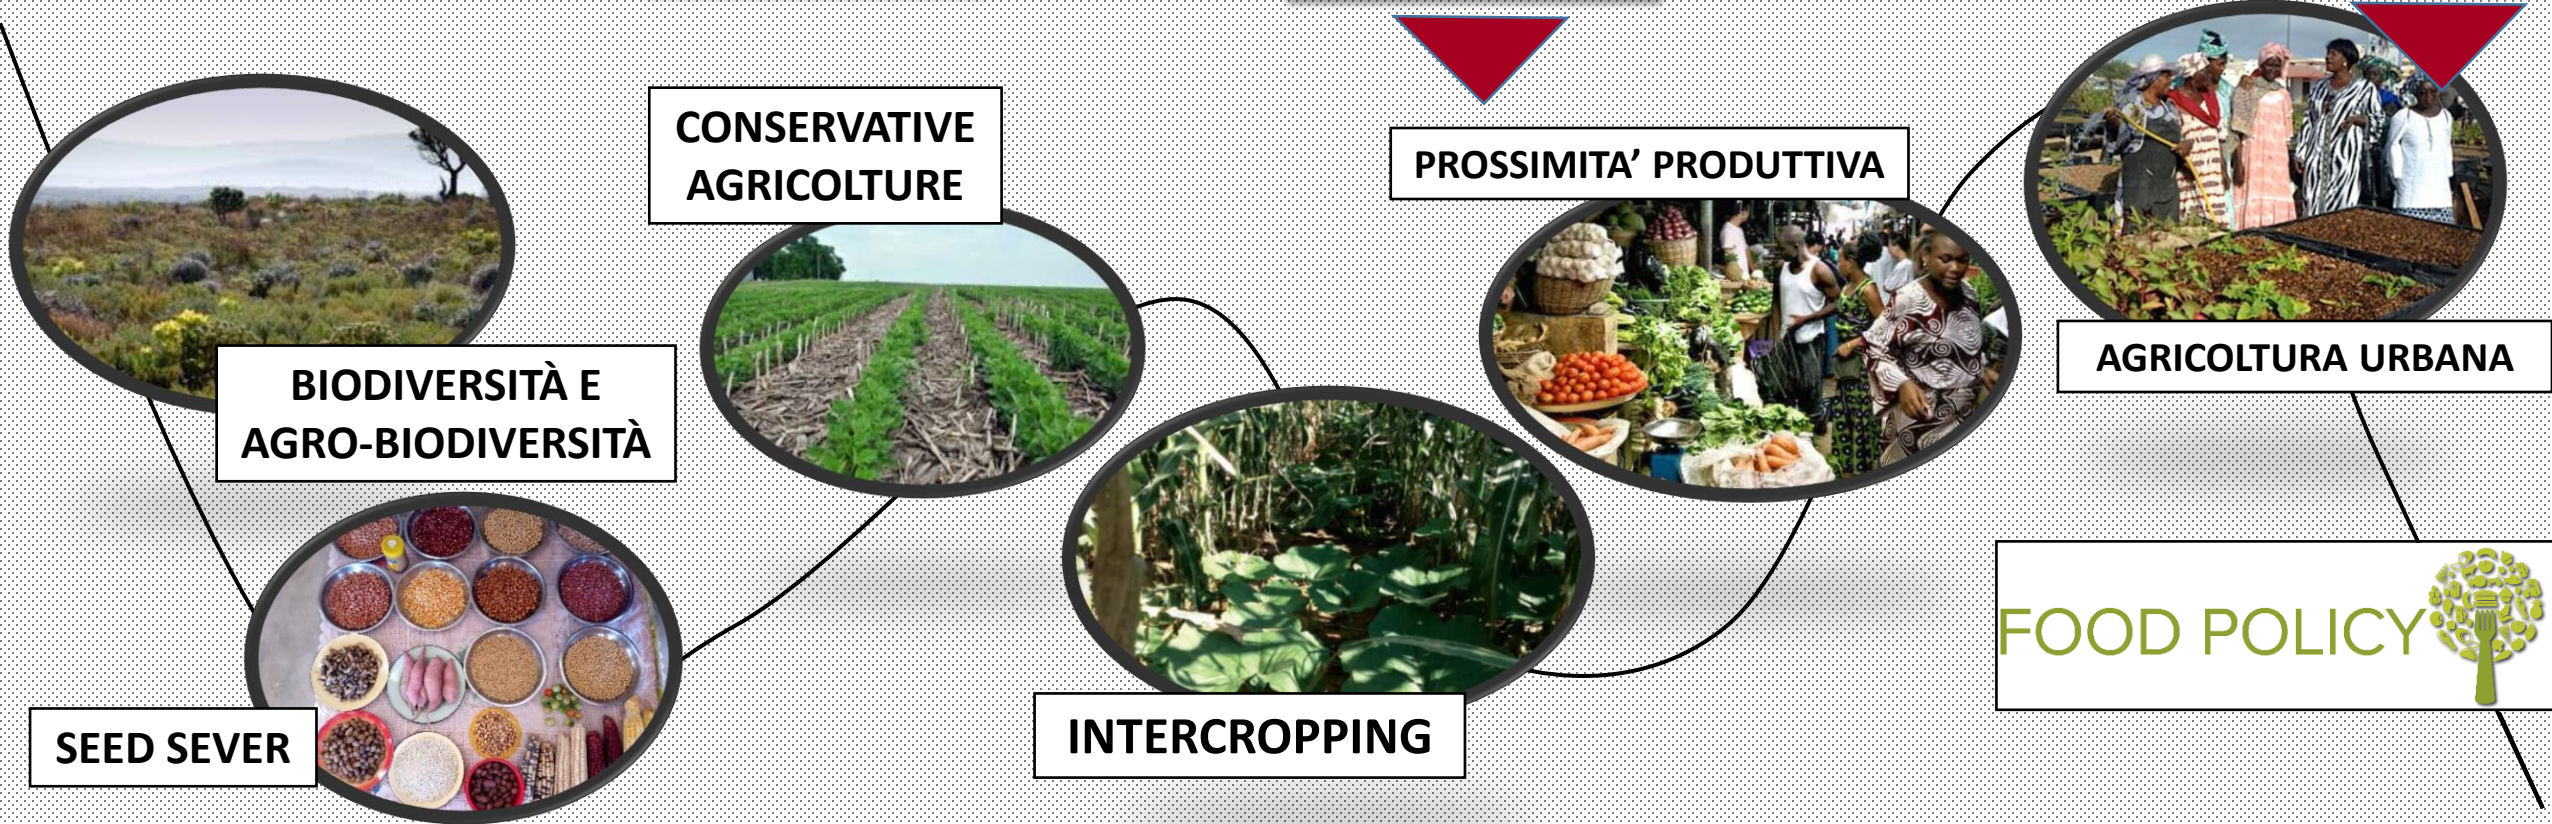 BIODIVERSITÀ E
AGRO-BIODIVERSITÀ
SEED SEVER
CONSERVATIVE
AGRICOLTURE
INTERCROPPING
PROSSIMITA’ PRODUTTIVA
AGRICOLTURA URBANA
FOOD POLICY